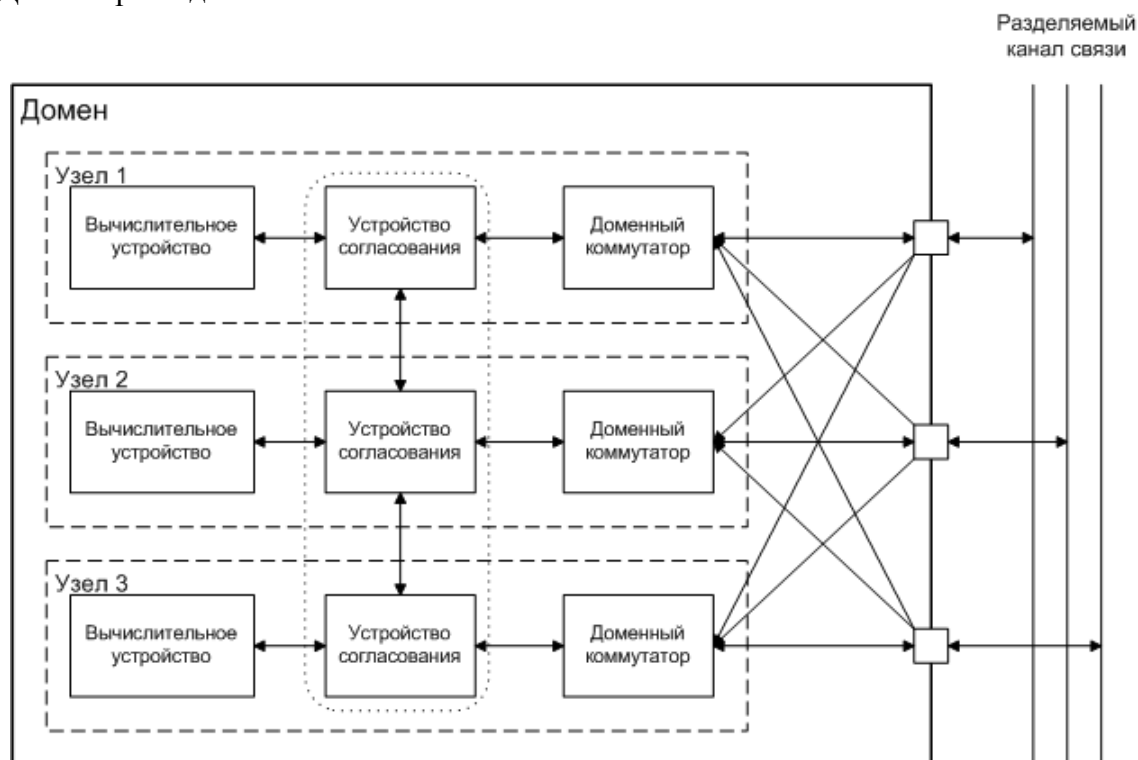 Разделяемый
канал связи
Домен
Узел 1
Вычислительное
устройство
Устройство
согласования
Доменный
коммутатор
Узел 2
Вычислительное
устройство
Устройство
согласования
Доменный
коммутатор
Узел 3
Вычислительное
устройство
Устройство
согласования
Доменный
коммутатор